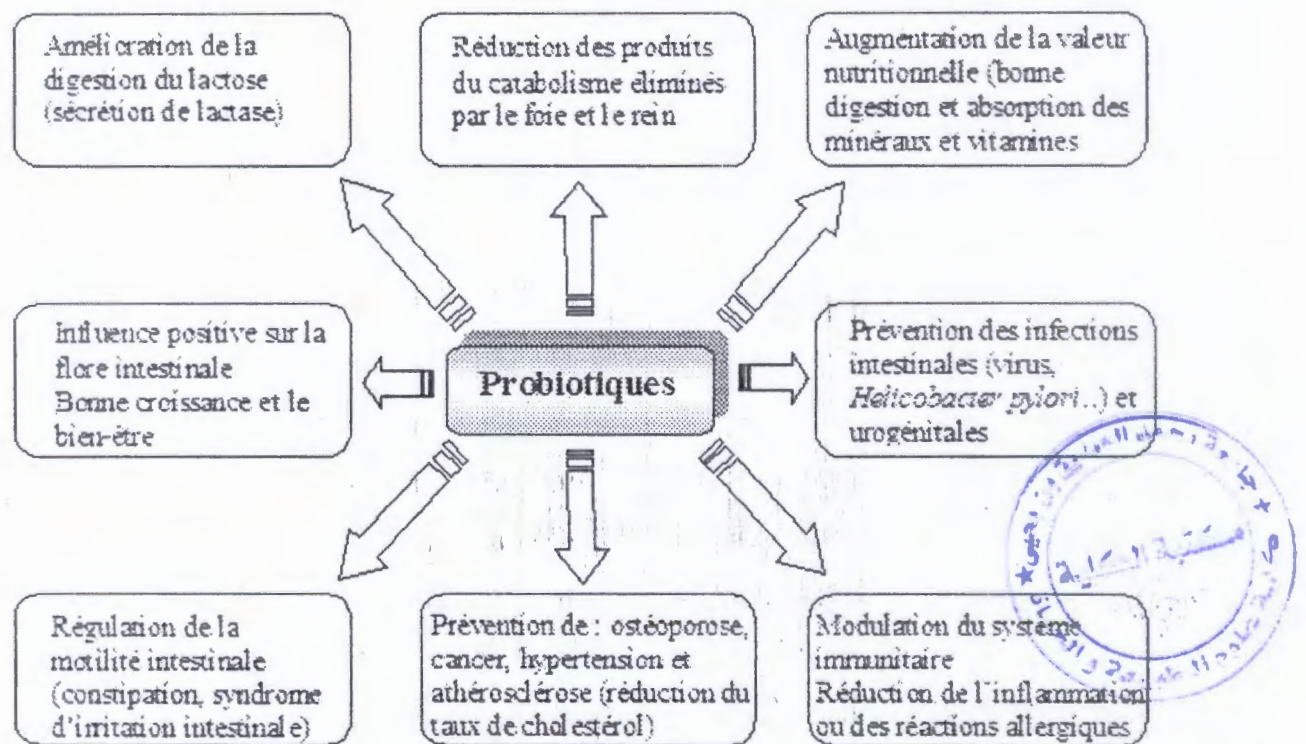 Amélioration de la
digestion du lactose
(sécrétion de lactase)
Réduction des produits
du catabolisme éliminés
par le foie et le rein
Augmentation de la valeur
nutritionnelle (bonne
digestion et absorption des
minéraux et vitamines
Influence positive sur la
flore intestinale
Bonne croissance et le
bien-être
Probiotiques
Prévention des infections
intestinales (virus,
Helicobacter pylori...) et
urogénitales
Régulation de la
motilité intestinale
(constipation, syndrome
d'irritation intestinale)
Prévention de : ostéoporose,
cancer, hypertension et
athérosclérose (réduction du
taux de cholestérol)
Modulation du système
immunitaire
Réduction de l'inflammation
ou des réactions allergiques